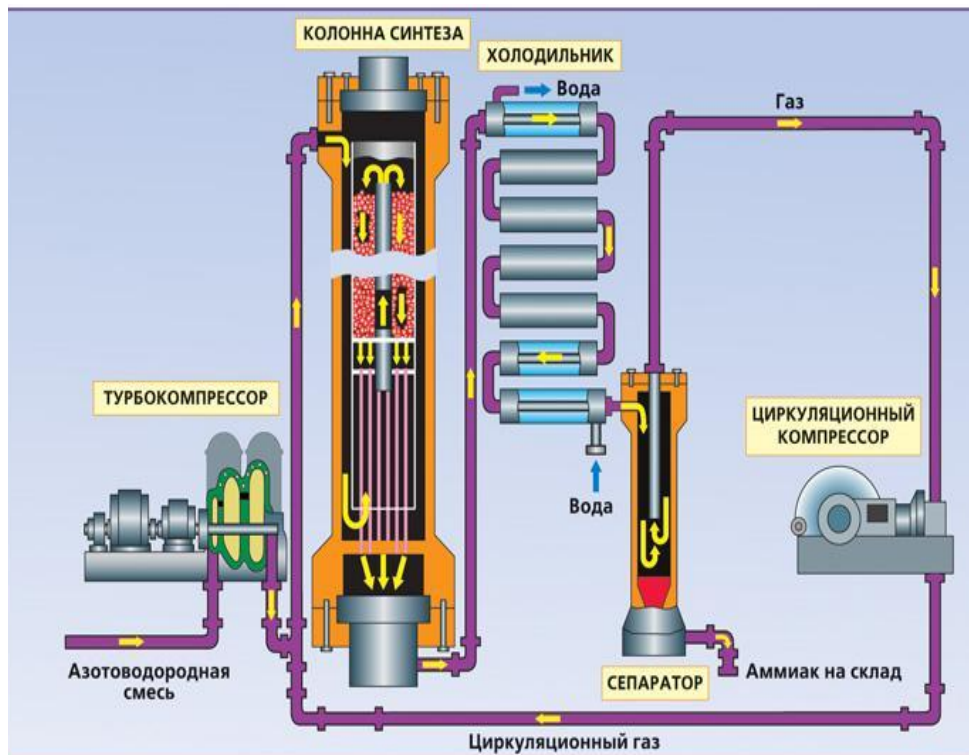 КОЛОННА СИНТЕЗА
ХОЛОДИЛЬНИК
Вода
Газ
ТУРБОКОМПРЕССОР
ЦИРКУЛЯЦИОННЫЙ
КОМПРЕССОР
Вода
Азотоводородная
смесь
СЕПАРАТОР
Аммиак на склад
Циркуляционный газ